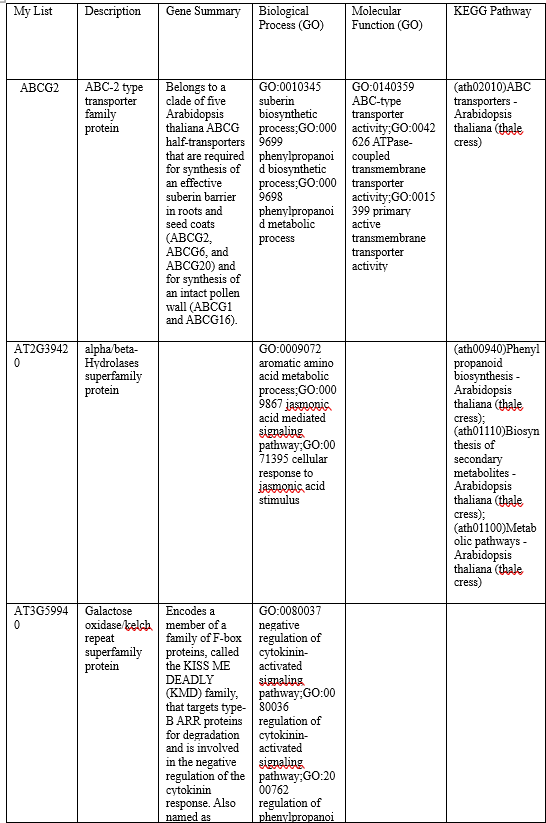 My List
Description
Gene Summary
Biological
Process (GO)
Molecular
Function (GO)
KEGG Pathway
ABCG2
ABC-2 type
transporter
family
protein
Belongs to a
clade of five
Arabidopsis
thaliana ABCG
half-transporters
that are required
for synthesis of
an effective
suberin barrier
in roots and
seed coats
(ABCG2,
ABCG6, and
ABCG20) and
for synthesis of
an intact pollen
wall (ABCG1
and ABCG16).
GO:0010345
suberin
biosynthetic
process;GO:000
9699
phenylpropanoi
d biosynthetic
process;GO:000
9698
phenylpropanoi
d metabolic
process
GO:0140359
ABC-type
transporter
activity;GO:0042
626 ATPase-
coupled
transmembrane
transporter
activity;GO:0015
399 primary
active
transmembrane
transporter
activity
(ath02010)ABC
transporters -
Arabidopsis
thaliana (thale
cress)
AT2G3942
0
alpha/beta-
Hydrolases
superfamily
protein
GO:0009072
aromatic amino
acid metabolic
process;GO:000
9867 jasmonic
acid mediated
signaling
pathway;GO:00
71395 cellular
response to
jasmonic acid
stimulus
(ath00940)Phenyl
propanoid
biosynthesis -
Arabidopsis
thaliana (thale
cress);
(ath01110)Biosyn
thesis of
secondary
metabolites -
Arabidopsis
thaliana (thale
cress);
(ath01100)Metab
olic pathways -
Arabidopsis
thaliana (thale
cress)
AT3G5994
0
Galactose
oxidase/kelch
repeat
superfamily
protein
Encodes a
member of a
family of F-box
proteins, called
the KISS ME
DEADLY
(KMD) family,
that targets type-
B ARR proteins
for degradation
and is involved
in the negative
regulation of the
cytokinin
response. Also
named as
GO:0080037
negative
regulation of
cytokinin-
activated
signaling
pathway;GO:00
80036
regulation of
cytokinin-
activated
signaling
pathway;GO:20
00762
regulation of
phenylpropanoi